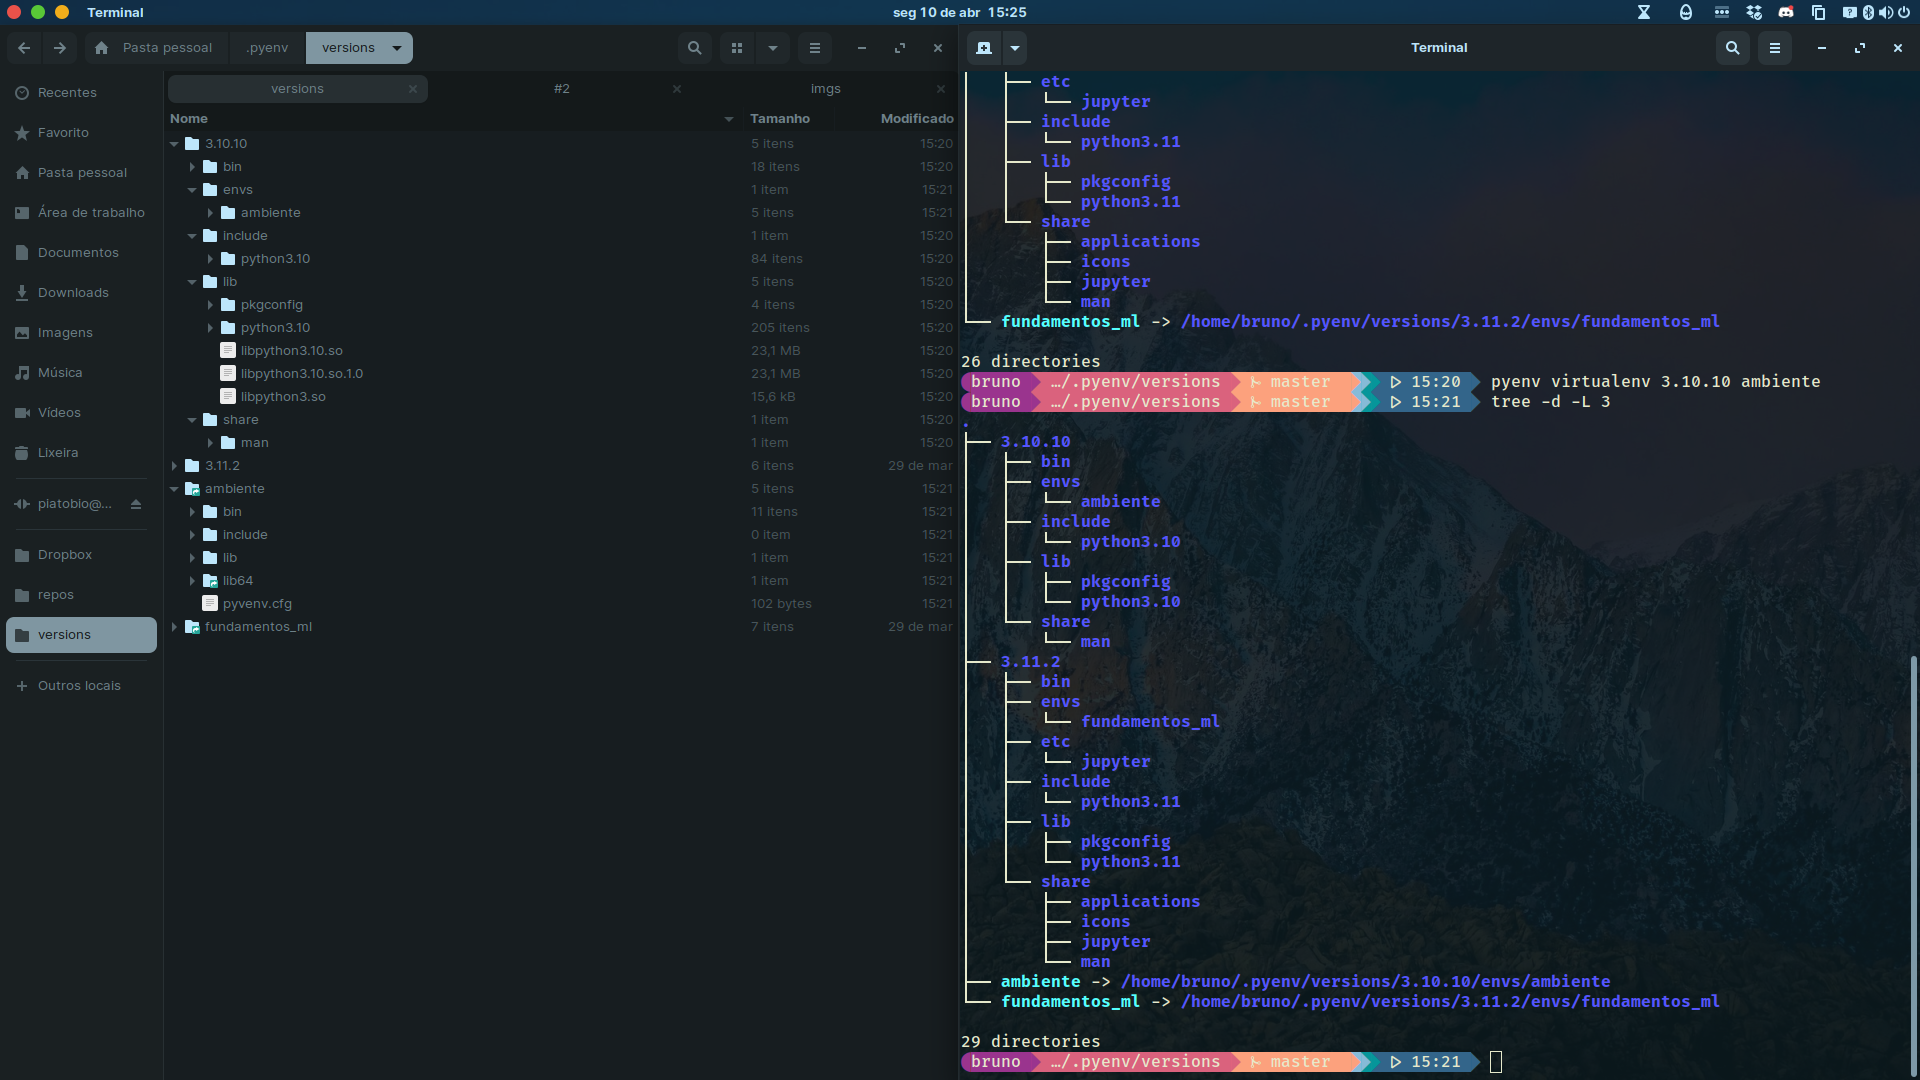 Terminal
seg 10 de abr 15:25
Pasta pessoal
.pyenv
versions
Recentes
Favorito
Pasta pessoal
Área de trabalho
Documentos
Downloads
Imagens
Música
Vídeos
Lixeira
piatobio@...
Dropbox
repos
versions
Outros locais
versions
#2
imgs
Nome Tamanho Modificado
3.10.10 5 itens 15:20
bin 18 itens 15:20
envs 1 item 15:21
ambiente 5 itens 15:21
include 1 item 15:20
python3.10 84 itens 15:20
lib 5 itens 15:20
pkgconfig 4 itens 15:20
python3.10 205 itens 15:20
libpython3.10.so 23,1 MB 15:20
libpython3.10.so.1.0 23,1 MB 15:20
libpython3.so 15,6 kB 15:20
share 1 item 15:20
man 1 item 15:20
3.11.2 6 itens 29 de mar
ambiente 5 itens 15:21
bin 11 itens 15:21
include 0 item 15:21
lib 1 item 15:21
lib64 1 item 15:21
pyvenv.cfg 102 bytes 15:21
fundamentos_ml 7 itens 29 de mar
Terminal
etc
jupyter
include
python3.11
lib
pkgconfig
python3.11
share
applications
icons
jupyter
man
fundamentos_ml -> /home/bruno/.pyenv/versions/3.11.2/envs/fundamentos_ml
26 directories
bruno …/.pyenv/versions master 15:20 pyenv virtualenv 3.10.10 ambiente
bruno …/.pyenv/versions master 15:21 tree -d -L 3
.
3.10.10
bin
envs
ambiente
include
python3.10
lib
pkgconfig
python3.10
share
man
3.11.2
bin
envs
fundamentos_ml
etc
jupyter
include
python3.11
lib
pkgconfig
python3.11
share
applications
icons
jupyter
man
ambiente -> /home/bruno/.pyenv/versions/3.10.10/envs/ambiente
fundamentos_ml -> /home/bruno/.pyenv/versions/3.11.2/envs/fundamentos_ml
29 directories
bruno …/.pyenv/versions master 15:21